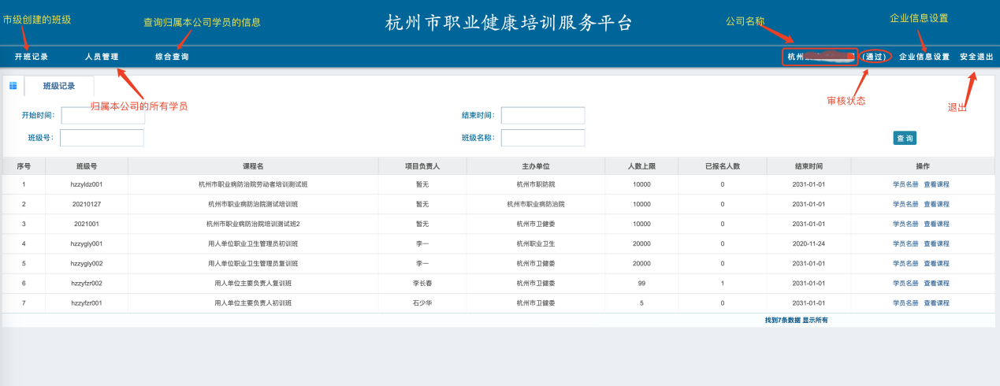 市级创建的班级
查询归属本公司学员的信息
杭州市职业健康培训服务平台
公司名称
企业信息设置
开班记录 人员管理 综合查询 杭州 (通过) 企业信息设置 安全退出
班级记录
归属本公司的所有学员
审核状态
退出
开始时间: 结束时间:
班级号: 班级名称: 查 询
序号 班级号 课程名 项目负责人 主办单位 人数上限 已报名人数 结束时间 操作
1 hzzyldz001 杭州市职业病防治院劳动者培训测试班 暂无 杭州市职防院 10000 0 2031-01-01 学员名册 查看课程
2 20210127 杭州市职业病防治院测试培训班 暂无 杭州市职业病防治院 10000 0 2031-01-01 学员名册 查看课程
3 2021001 杭州市职业病防治院培训测试班2 暂无 杭州市卫健委 10000 0 2031-01-01 学员名册 查看课程
4 hzzygly001 用人单位职业卫生管理员初训班 李一 杭州职业卫生 20000 0 2020-11-24 学员名册 查看课程
5 hzzygly002 用人单位职业卫生管理员复训班 李一 杭州市卫健委 20000 0 2031-01-01 学员名册 查看课程
6 hzzyfzr002 用人单位主要负责人复训班 李长春 杭州市卫健委 99 1 2031-01-01 学员名册 查看课程
7 hzzyfzr001 用人单位主要负责人初训班 石少华 杭州市卫健委 5 0 2031-01-01 学员名册 查看课程
找到7条数据 显示所有